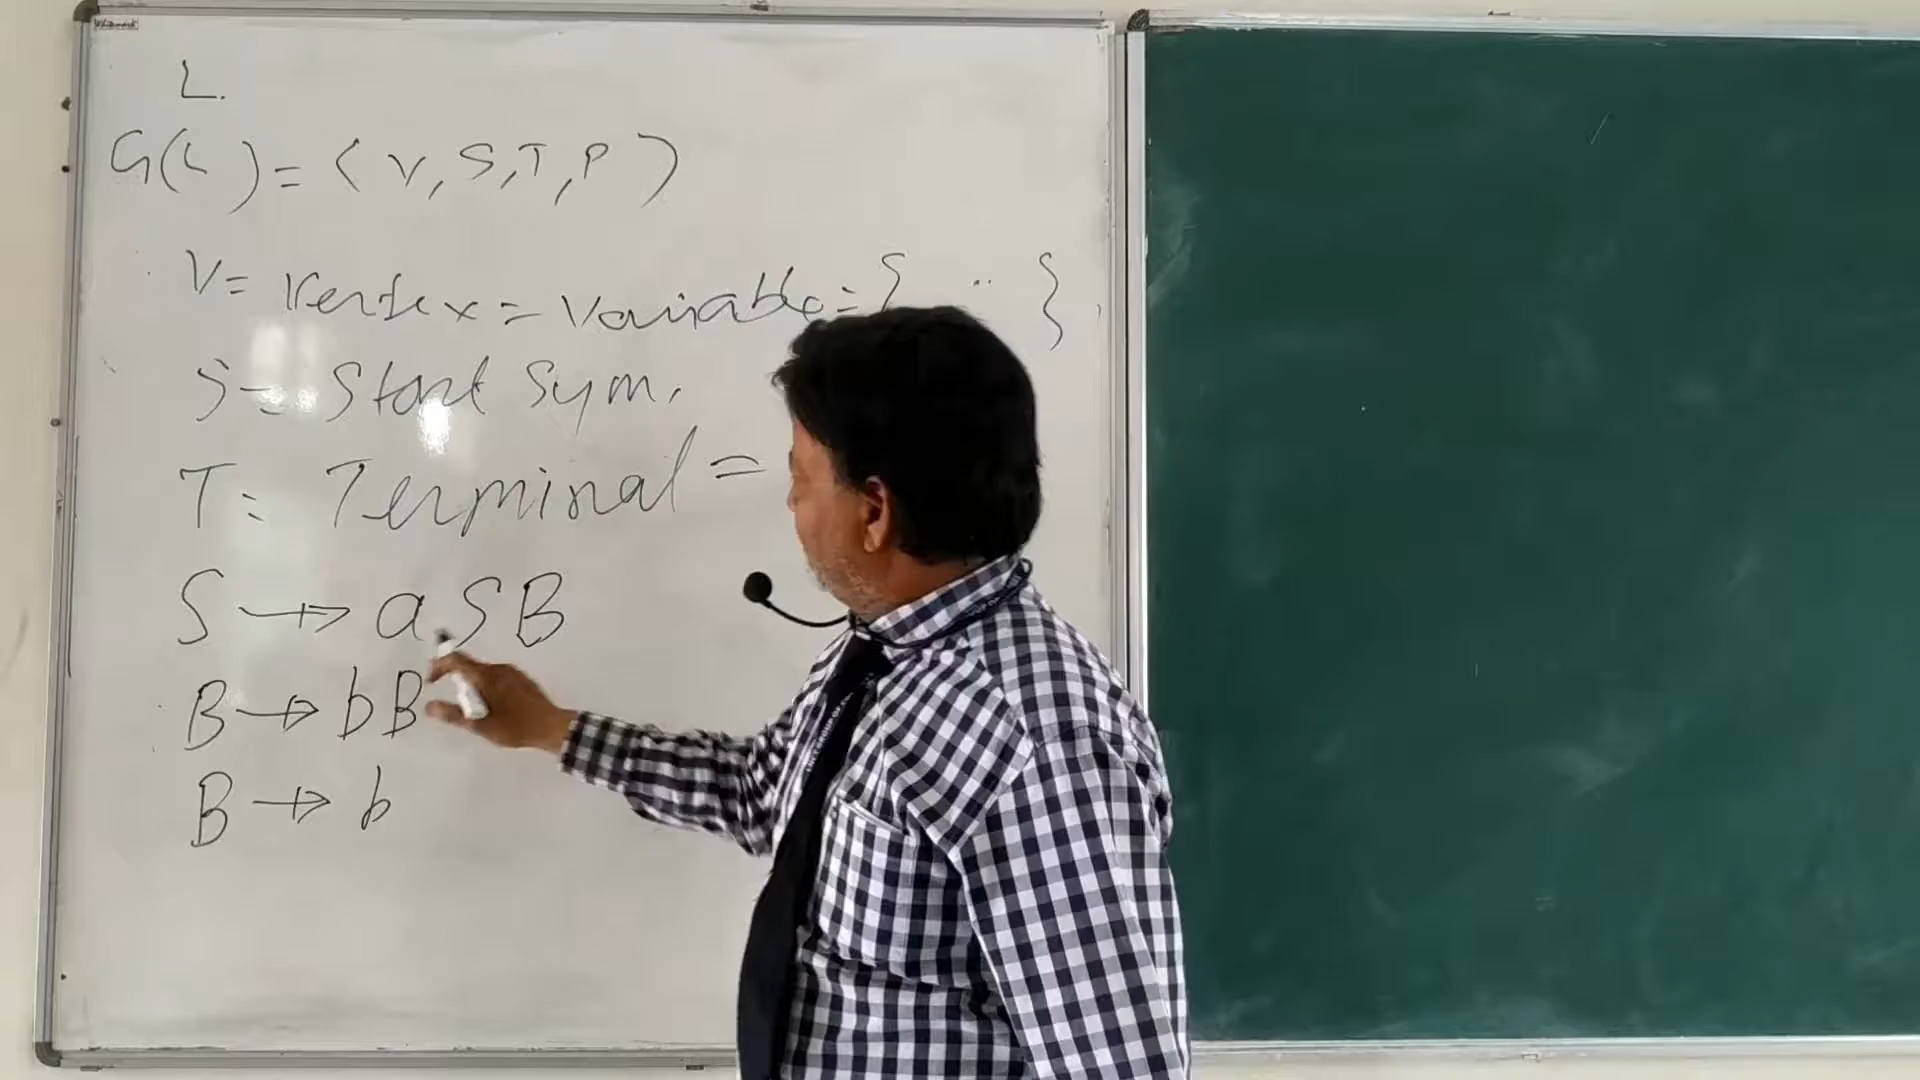 L.
G(L) = (V, S, T, P)
V = Vertex = Variable = { .. }
S = Start Sym.
T = Terminal =
S → aSB
B → bB
B → b